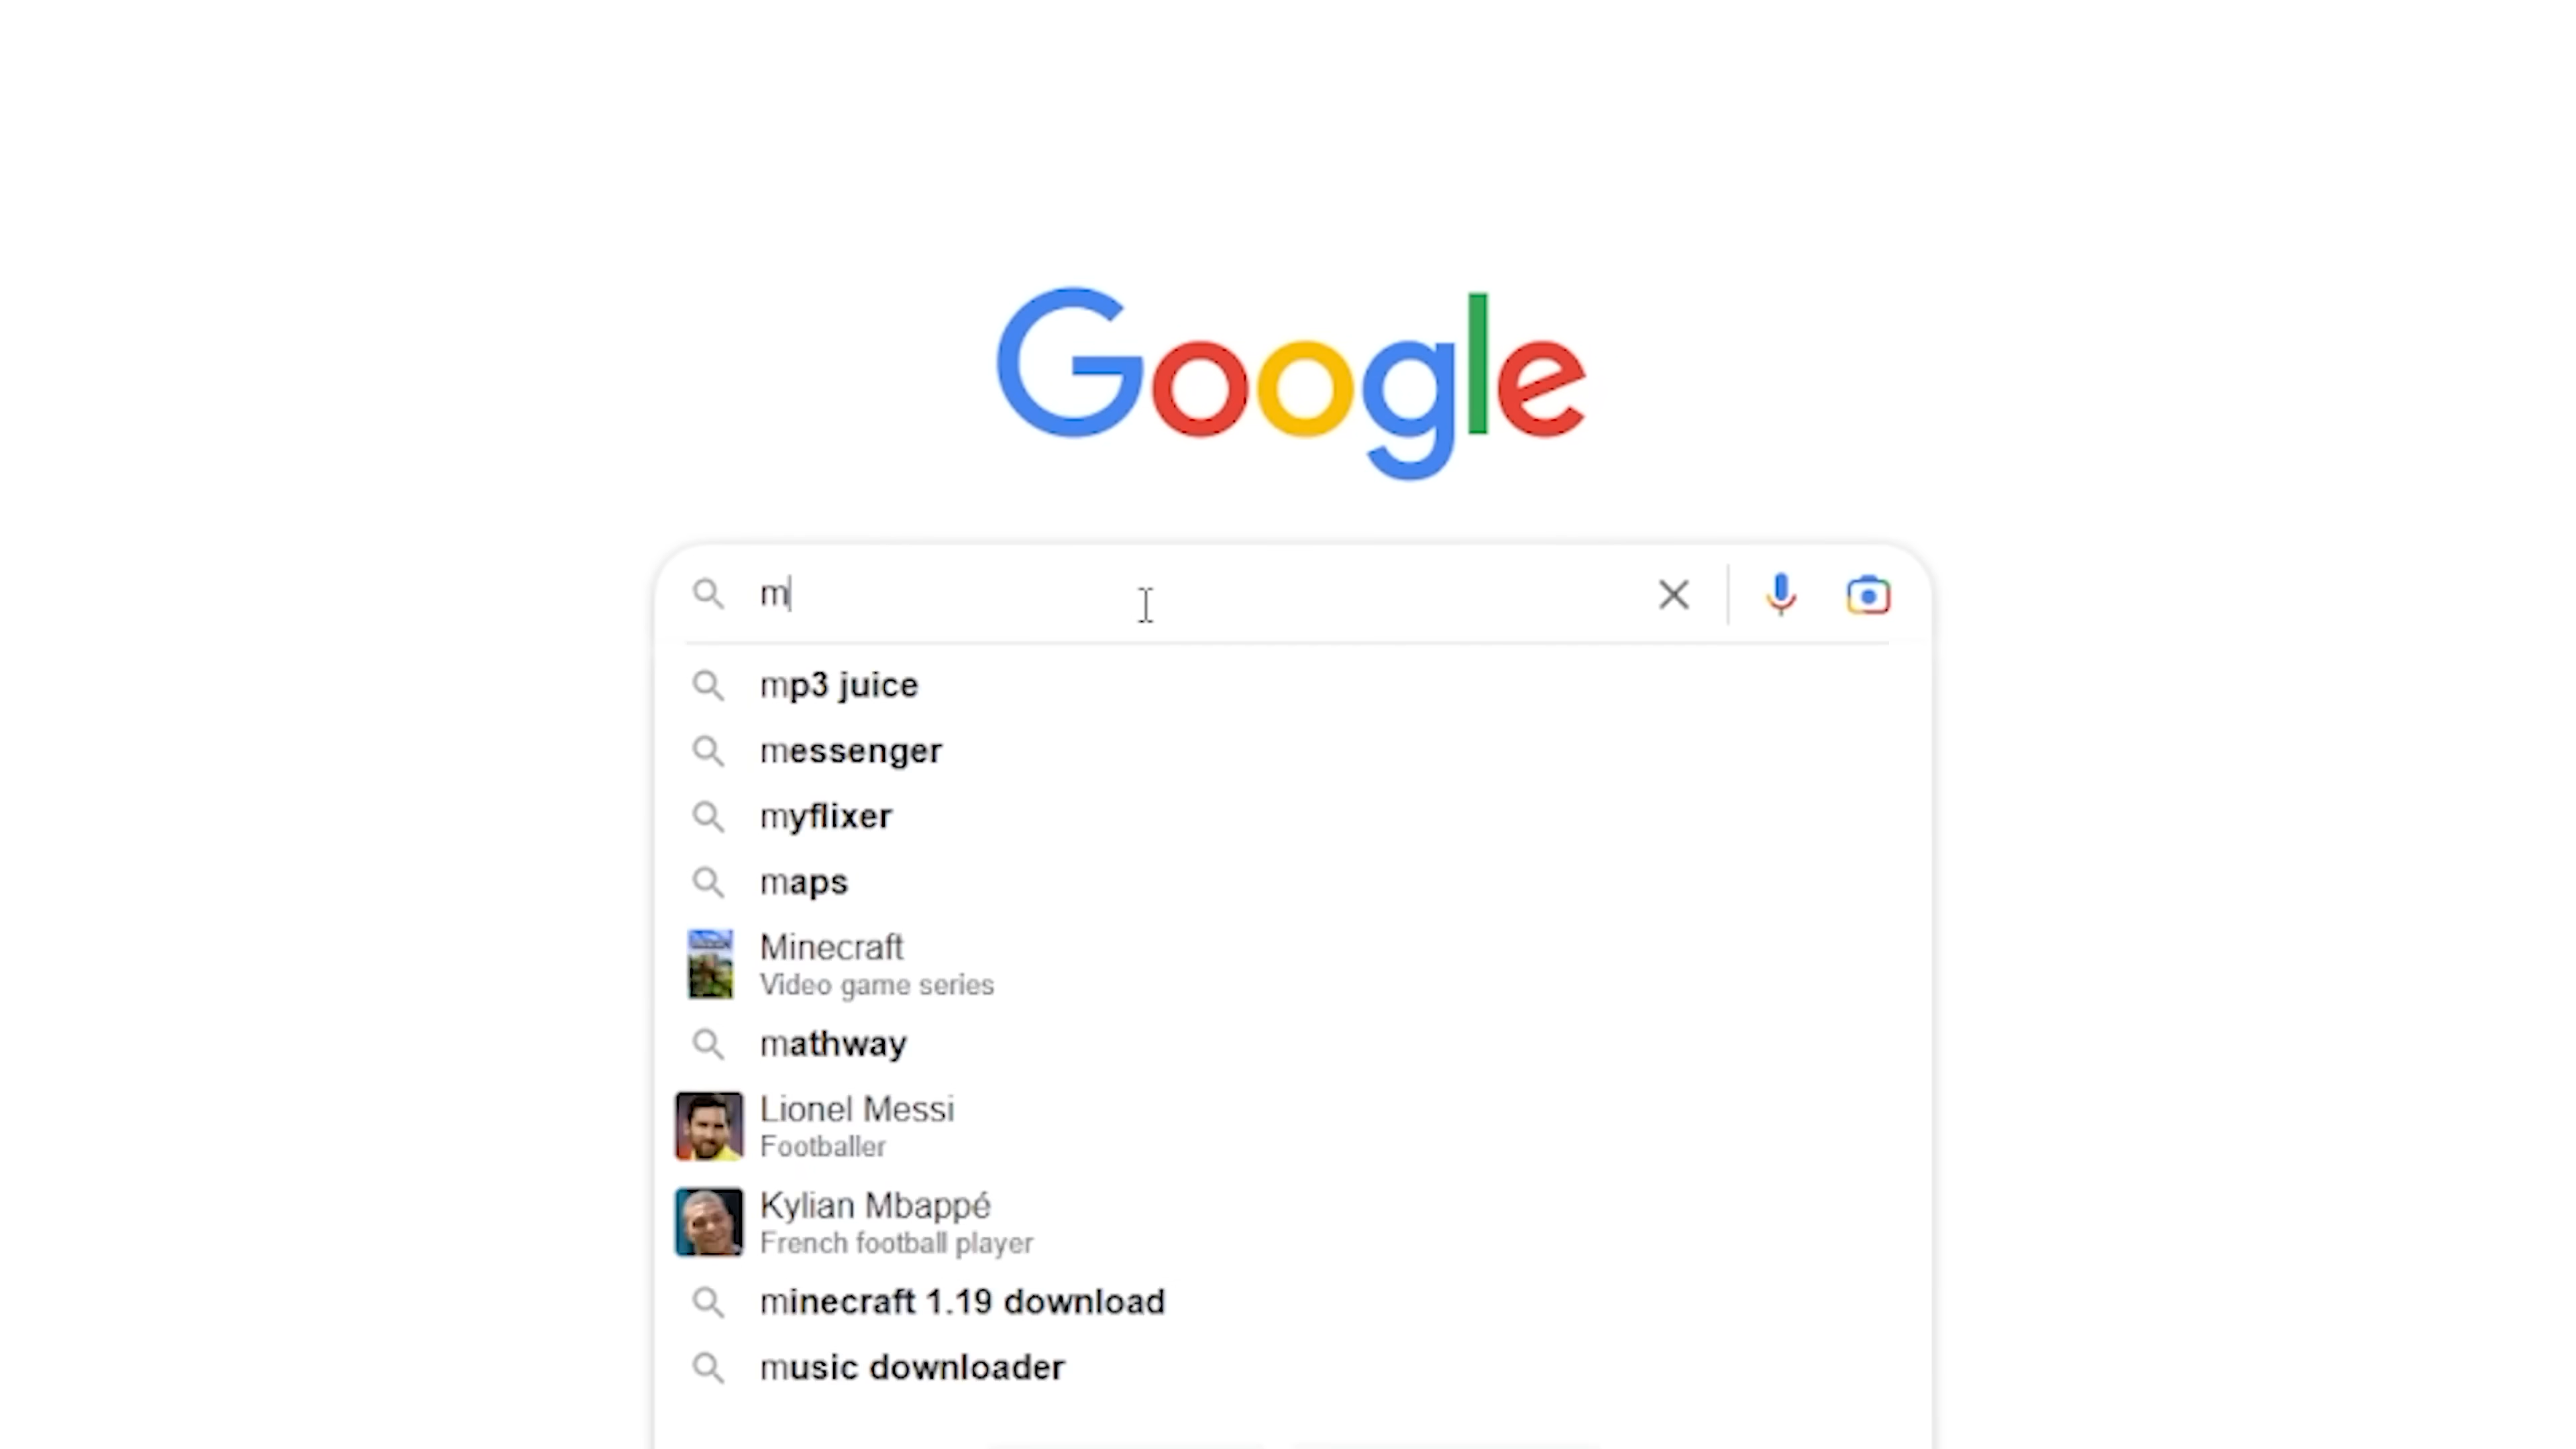 Google
m
mp3 juice
messenger
myflixer
maps
Minecraft
Video game series
mathway
Lionel Messi
Footballer
Kylian Mbappé
French football player
minecraft 1.19 download
music downloader